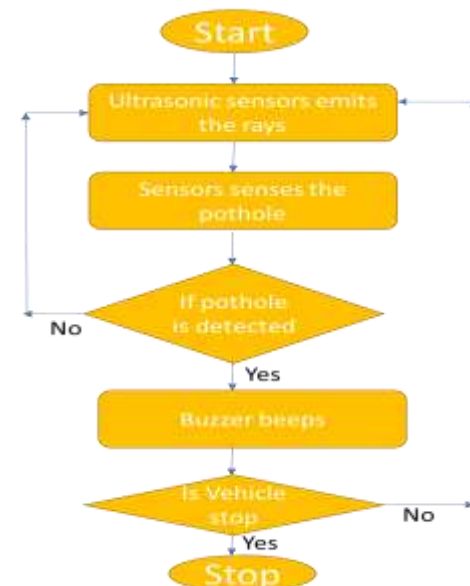 Start
Ultrasonic sensors emits
the rays
Sensors senses the
pothole
If pothole
is detected
No
Yes
Buzzer beeps
Is Vehicle
stop
No
Yes
Stop